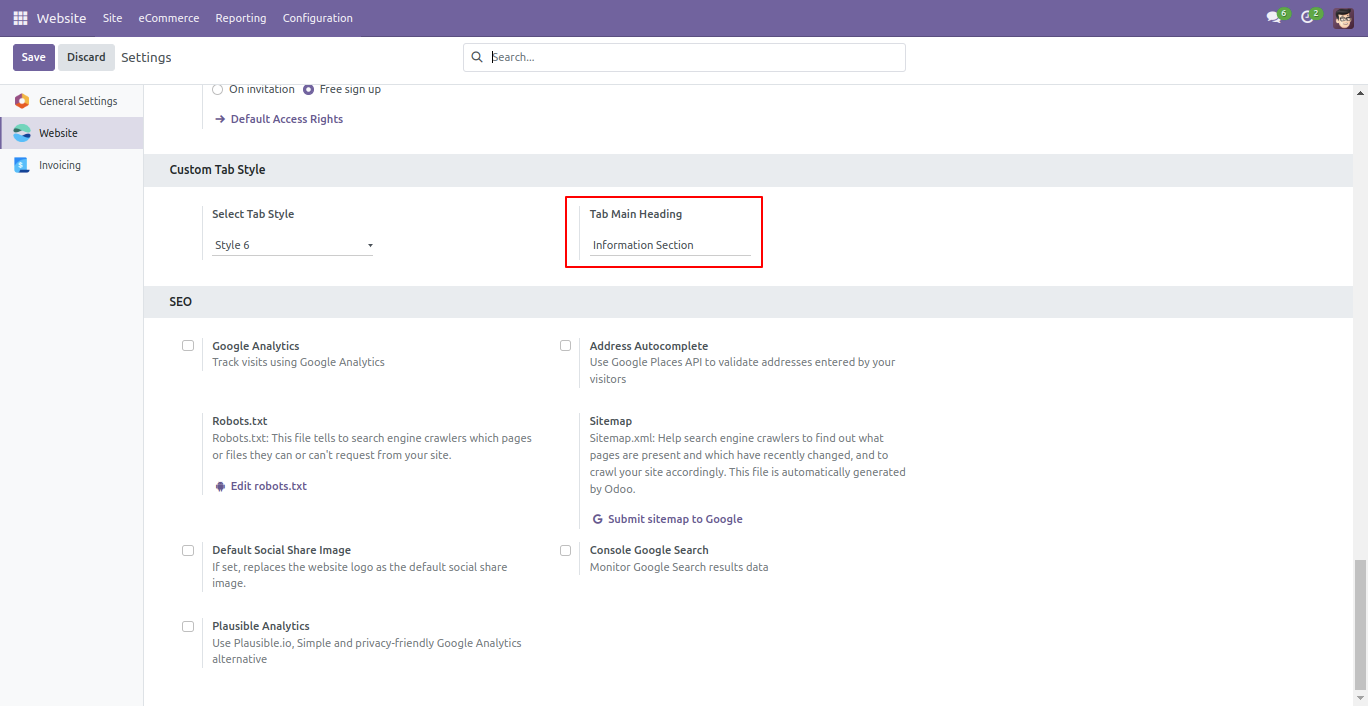 Website Site eCommerce Reporting Configuration 6 2
Save Discard Settings Search...
General Settings
Website
Invoicing
On invitation Free sign up
Default Access Rights
Custom Tab Style
Select Tab Style
Style 6
Tab Main Heading
Information Section
SEO
Google Analytics
Track visits using Google Analytics
Address Autocomplete
Use Google Places API to validate addresses entered by your
visitors
Robots.txt
Robots.txt: This file tells to search engine crawlers which pages
or files they can or can't request from your site.
Edit robots.txt
Sitemap
Sitemap.xml: Help search engine crawlers to find out what
pages are present and which have recently changed, and to
crawl your site accordingly. This file is automatically generated
by Odoo.
Submit sitemap to Google
Default Social Share Image
If set, replaces the website logo as the default social share
image.
Console Google Search
Monitor Google Search results data
Plausible Analytics
Use Plausible.io, Simple and privacy-friendly Google Analytics
alternative